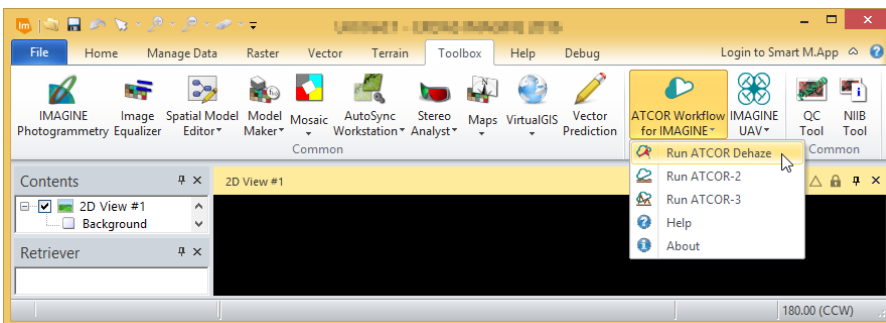 Im
File Home Manage Data Raster Vector Terrain Toolbox Help Debug Login to Smart M.App
IMAGINE Photogrammetry
Image Equalizer
Spatial Model Editor
Model Maker
Mosaic
AutoSync Workstation
Stereo Analyst
Maps
VirtualGIS
Vector Prediction
ATCOR Workflow for IMAGINE
IMAGINE UAV
QC Tool
NIIB Tool
Common
Common
Run ATCOR Dehaze
Run ATCOR-2
Run ATCOR-3
Help
About
Contents
2D View #1
2D View #1
Background
Retriever
180.00 (CCW)